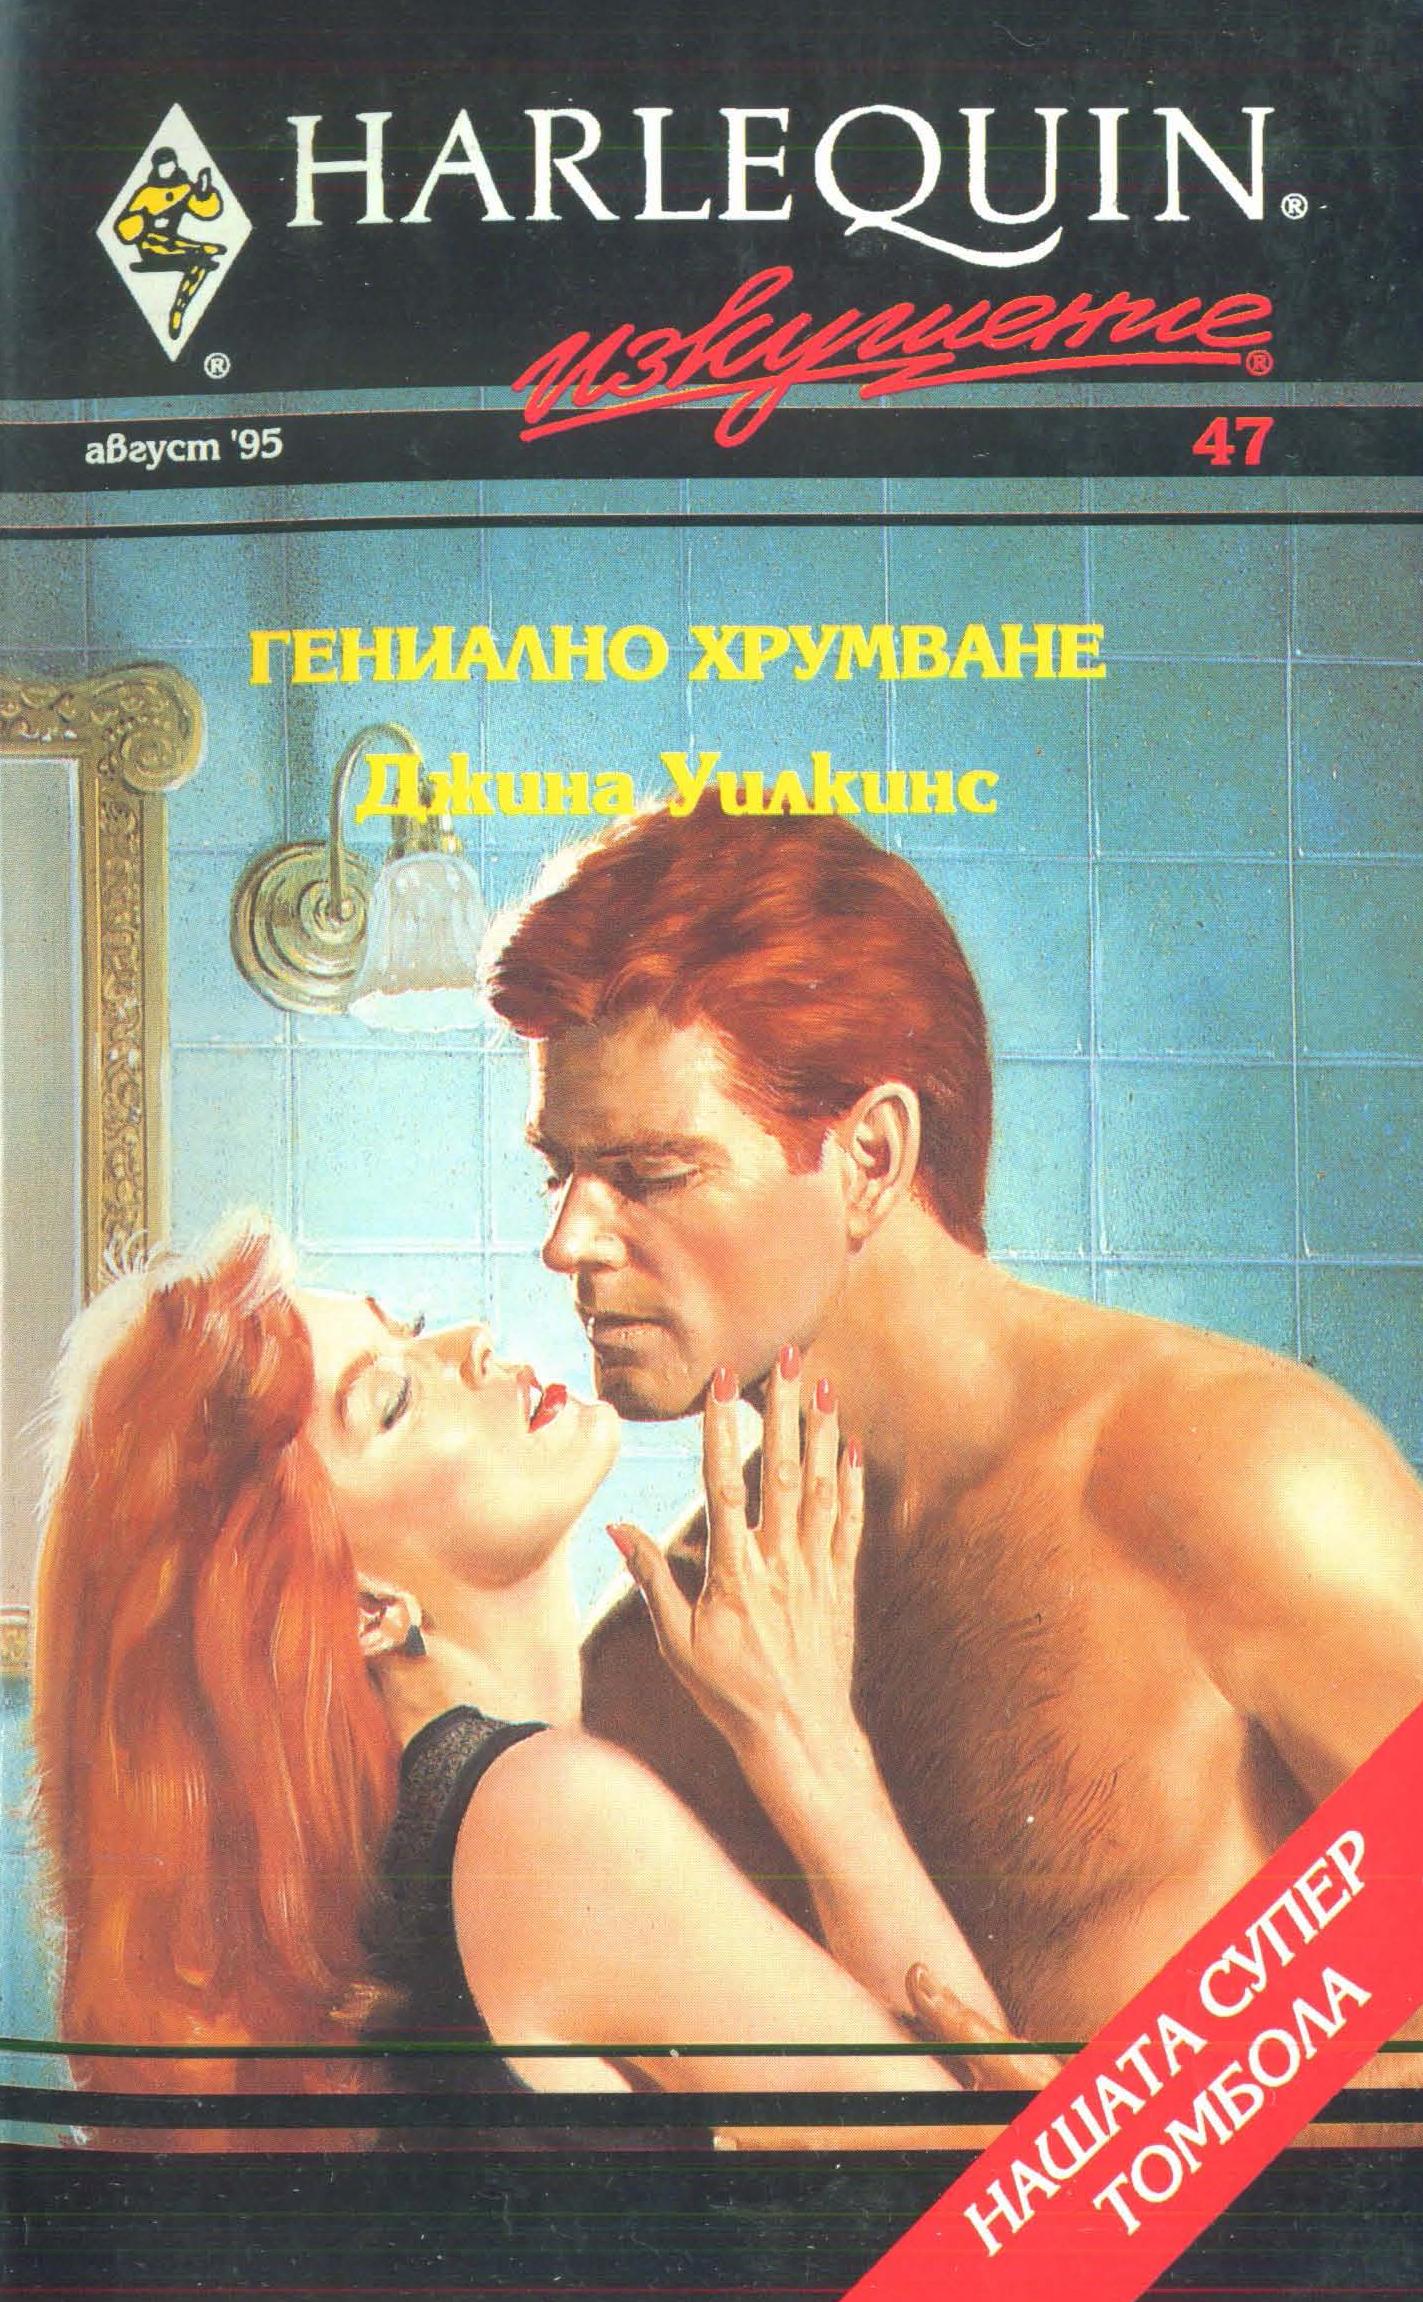 HARLEQUIN®
®
изкушение®
август '95
47
ГЕНИАЛНО ХРУМВАНЕ
Джина Уилкинс
НАШАТА СУПЕР
ТОМБОЛА